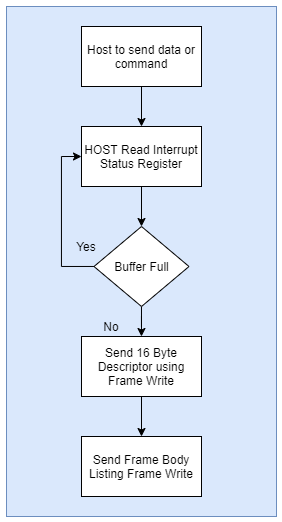 Host to send data or
command
HOST Read Interrupt
Status Register
Yes
Buffer Full
No
Send 16 Byte
Descriptor using
Frame Write
Send Frame Body
Listing Frame Write